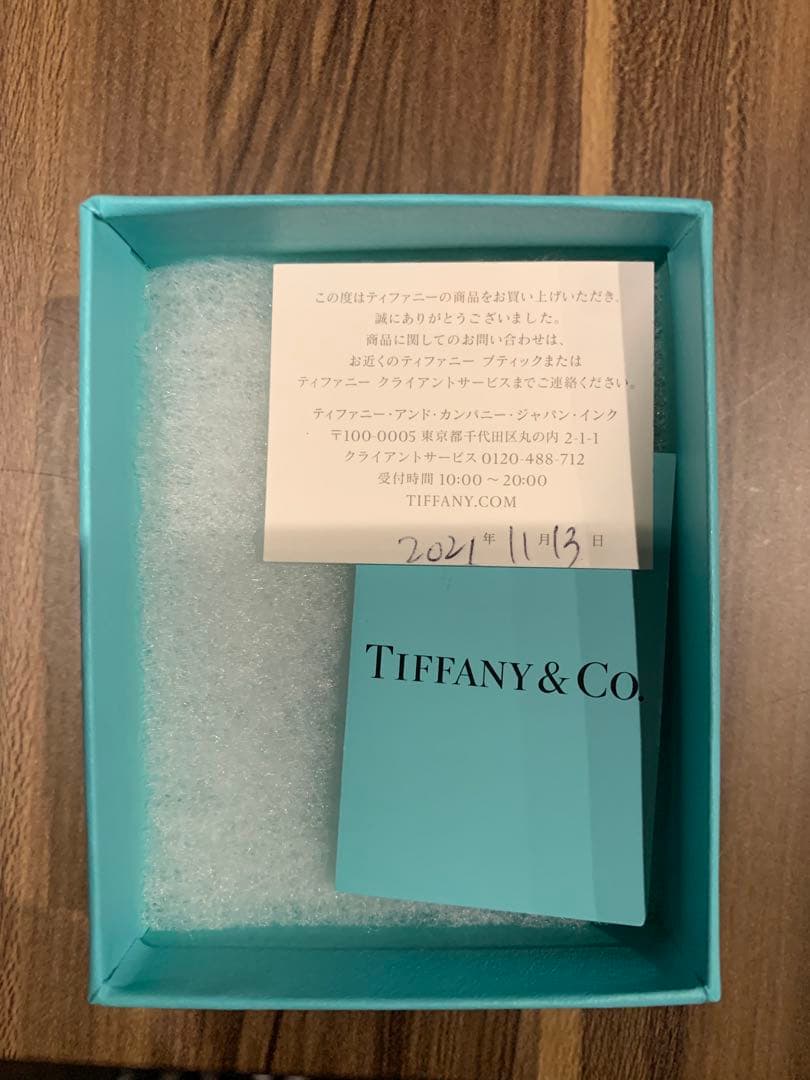 この度はティファニーの商品をお買い上げいただき、
誠にありがとうございました。
商品に関してのお問い合わせは、
お近くのティファニー ブティックまたは
ティファニー クライアントサービスまでご連絡ください。
ティファニー・アンド・カンパニー・ジャパン・インク
〒100-0005 東京都千代田区丸の内 2-1-1
クライアントサービス 0120-488-712
受付時間 10:00 〜 20:00
TIFFANY.COM
2021年 11月13日
TIFFANY & CO.